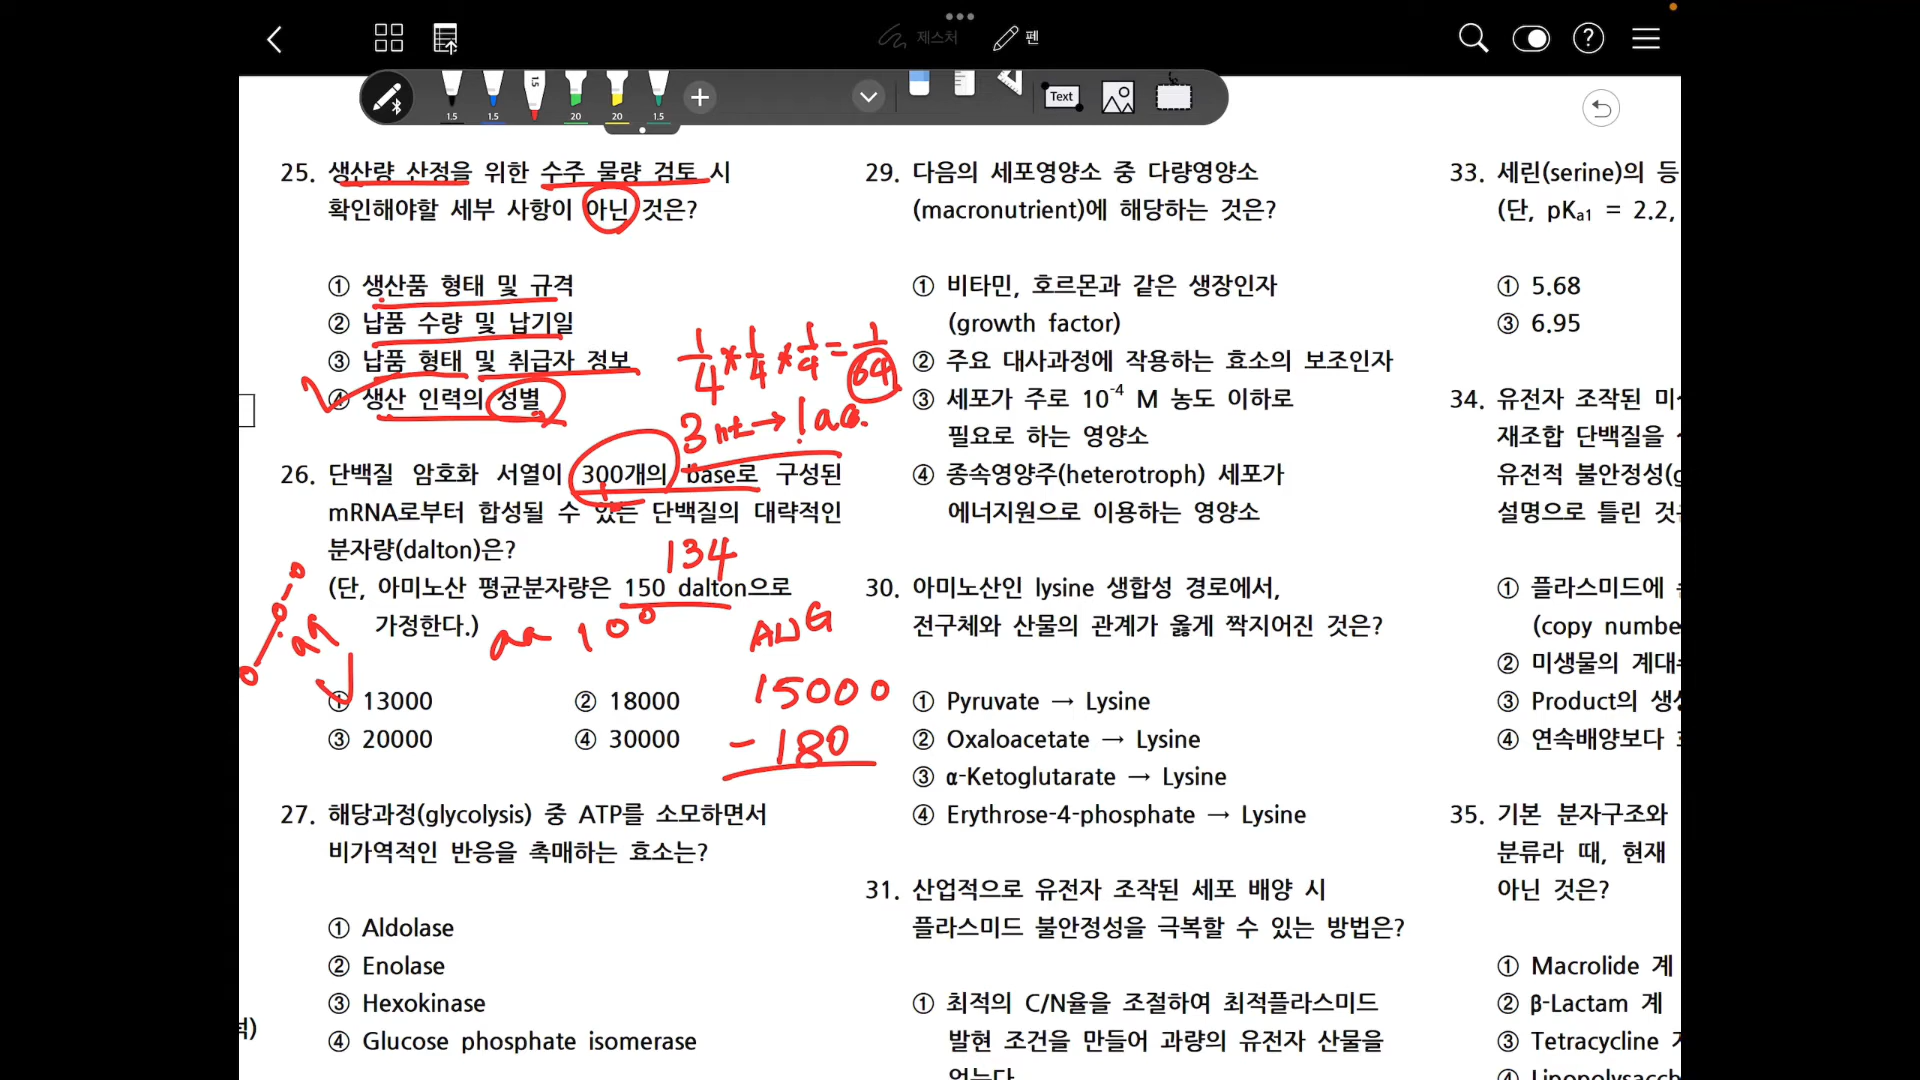 제스처
펜
1.5
1.5
1.5
20
20
1.5
Text
25. 생산량 산정을 위한 수주 물량 검토 시
확인해야할 세부 사항이 아닌 것은?
① 생산품 형태 및 규격
② 납품 수량 및 납기일
③ 납품 형태 및 취급자 정보
④ 생산 인력의 성별
1/4 * 1/4 * 1/4 = 1/64
3 nt → 1 a.a.
26. 단백질 암호화 서열이 300개의 base로 구성된
mRNA로부터 합성될 수 있는 단백질의 대략적인
분자량(dalton)은?
134
(단, 아미노산 평균분자량은 150 dalton으로
가정한다.)
aa 100
AUG
① 13000
② 18000
③ 20000
④ 30000
15000
- 180
27. 해당과정(glycolysis) 중 ATP를 소모하면서
비가역적인 반응을 촉매하는 효소는?
① Aldolase
② Enolase
③ Hexokinase
④ Glucose phosphate isomerase
29. 다음의 세포영양소 중 다량영양소
(macronutrient)에 해당하는 것은?
① 비타민, 호르몬과 같은 생장인자
(growth factor)
② 주요 대사과정에 작용하는 효소의 보조인자
③ 세포가 주로 10⁻⁴ M 농도 이하로
필요로 하는 영양소
④ 종속영양주(heterotroph) 세포가
에너지원으로 이용하는 영양소
30. 아미노산인 lysine 생합성 경로에서,
전구체와 산물의 관계가 옳게 짝지어진 것은?
① Pyruvate → Lysine
② Oxaloacetate → Lysine
③ α-Ketoglutarate → Lysine
④ Erythrose-4-phosphate → Lysine
31. 산업적으로 유전자 조작된 세포 배양 시
플라스미드 불안정성을 극복할 수 있는 방법은?
① 최적의 C/N율을 조절하여 최적플라스미드
발현 조건을 만들어 과량의 유전자 산물을
얻는다
33. 세린(serine)의 등
(단, pKa1 = 2.2,
① 5.68
③ 6.95
34. 유전자 조작된 미
재조합 단백질을
유전적 불안정성(
설명으로 틀린 것
① 플라스미드에
(copy numbe
② 미생물의 계대
③ Product의 생
④ 연속배양보다
35. 기본 분자구조와
분류라 때, 현재
아닌 것은?
① Macrolide 계
② β-Lactam 계
③ Tetracycline
④ Lipopolysacch